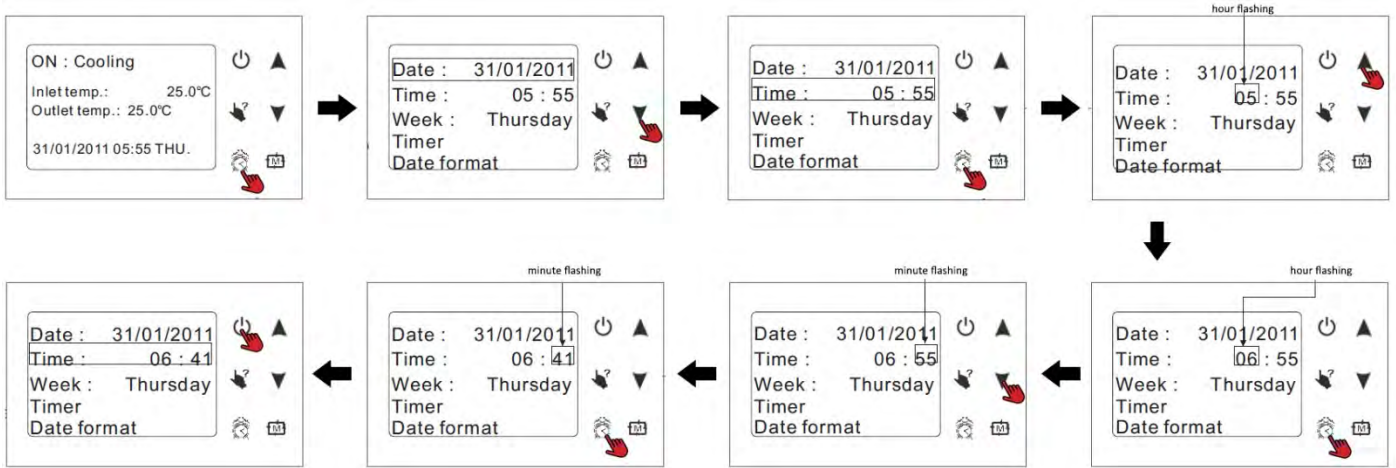 ON : Cooling
Inlet temp.: 25.0°C
Outlet temp.: 25.0°C
31/01/2011 05:55 THU.
?
M
Date : 31/01/2011
Time : 05 : 55
Week : Thursday
Timer
Date format
?
M
Date : 31/01/2011
Time : 05 : 55
Week : Thursday
Timer
Date format
?
M
hour flashing
Date : 31/01/2011
Time : 05 : 55
Week : Thursday
Timer
Date format
?
M
hour flashing
Date : 31/01/2011
Time : 06 : 55
Week : Thursday
Timer
Date format
?
M
minute flashing
Date : 31/01/2011
Time : 06 : 55
Week : Thursday
Timer
Date format
?
M
minute flashing
Date : 31/01/2011
Time : 06 : 41
Week : Thursday
Timer
Date format
?
M
Date : 31/01/2011
Time : 06 : 41
Week : Thursday
Timer
Date format
?
M